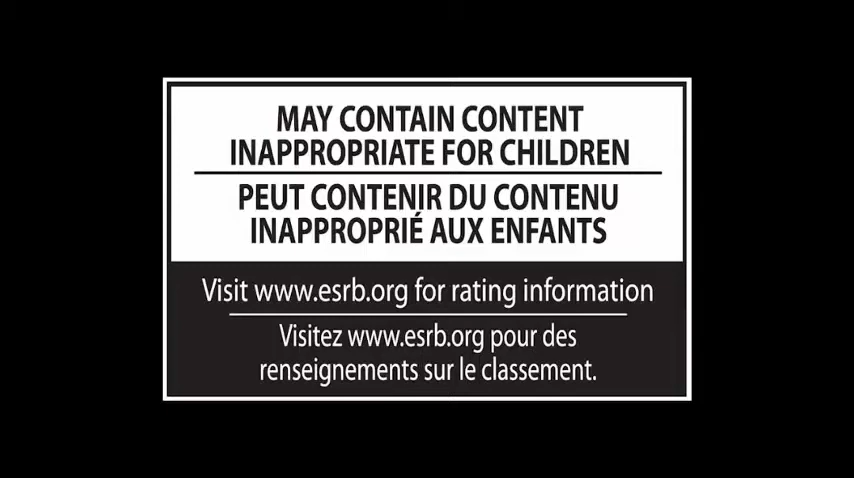 MAY CONTAIN CONTENT
INAPPROPRIATE FOR CHILDREN
PEUT CONTENIR DU CONTENU
INAPPROPRIÉ AUX ENFANTS
Visit www.esrb.org for rating information
Visitez www.esrb.org pour des
renseignements sur le classement.